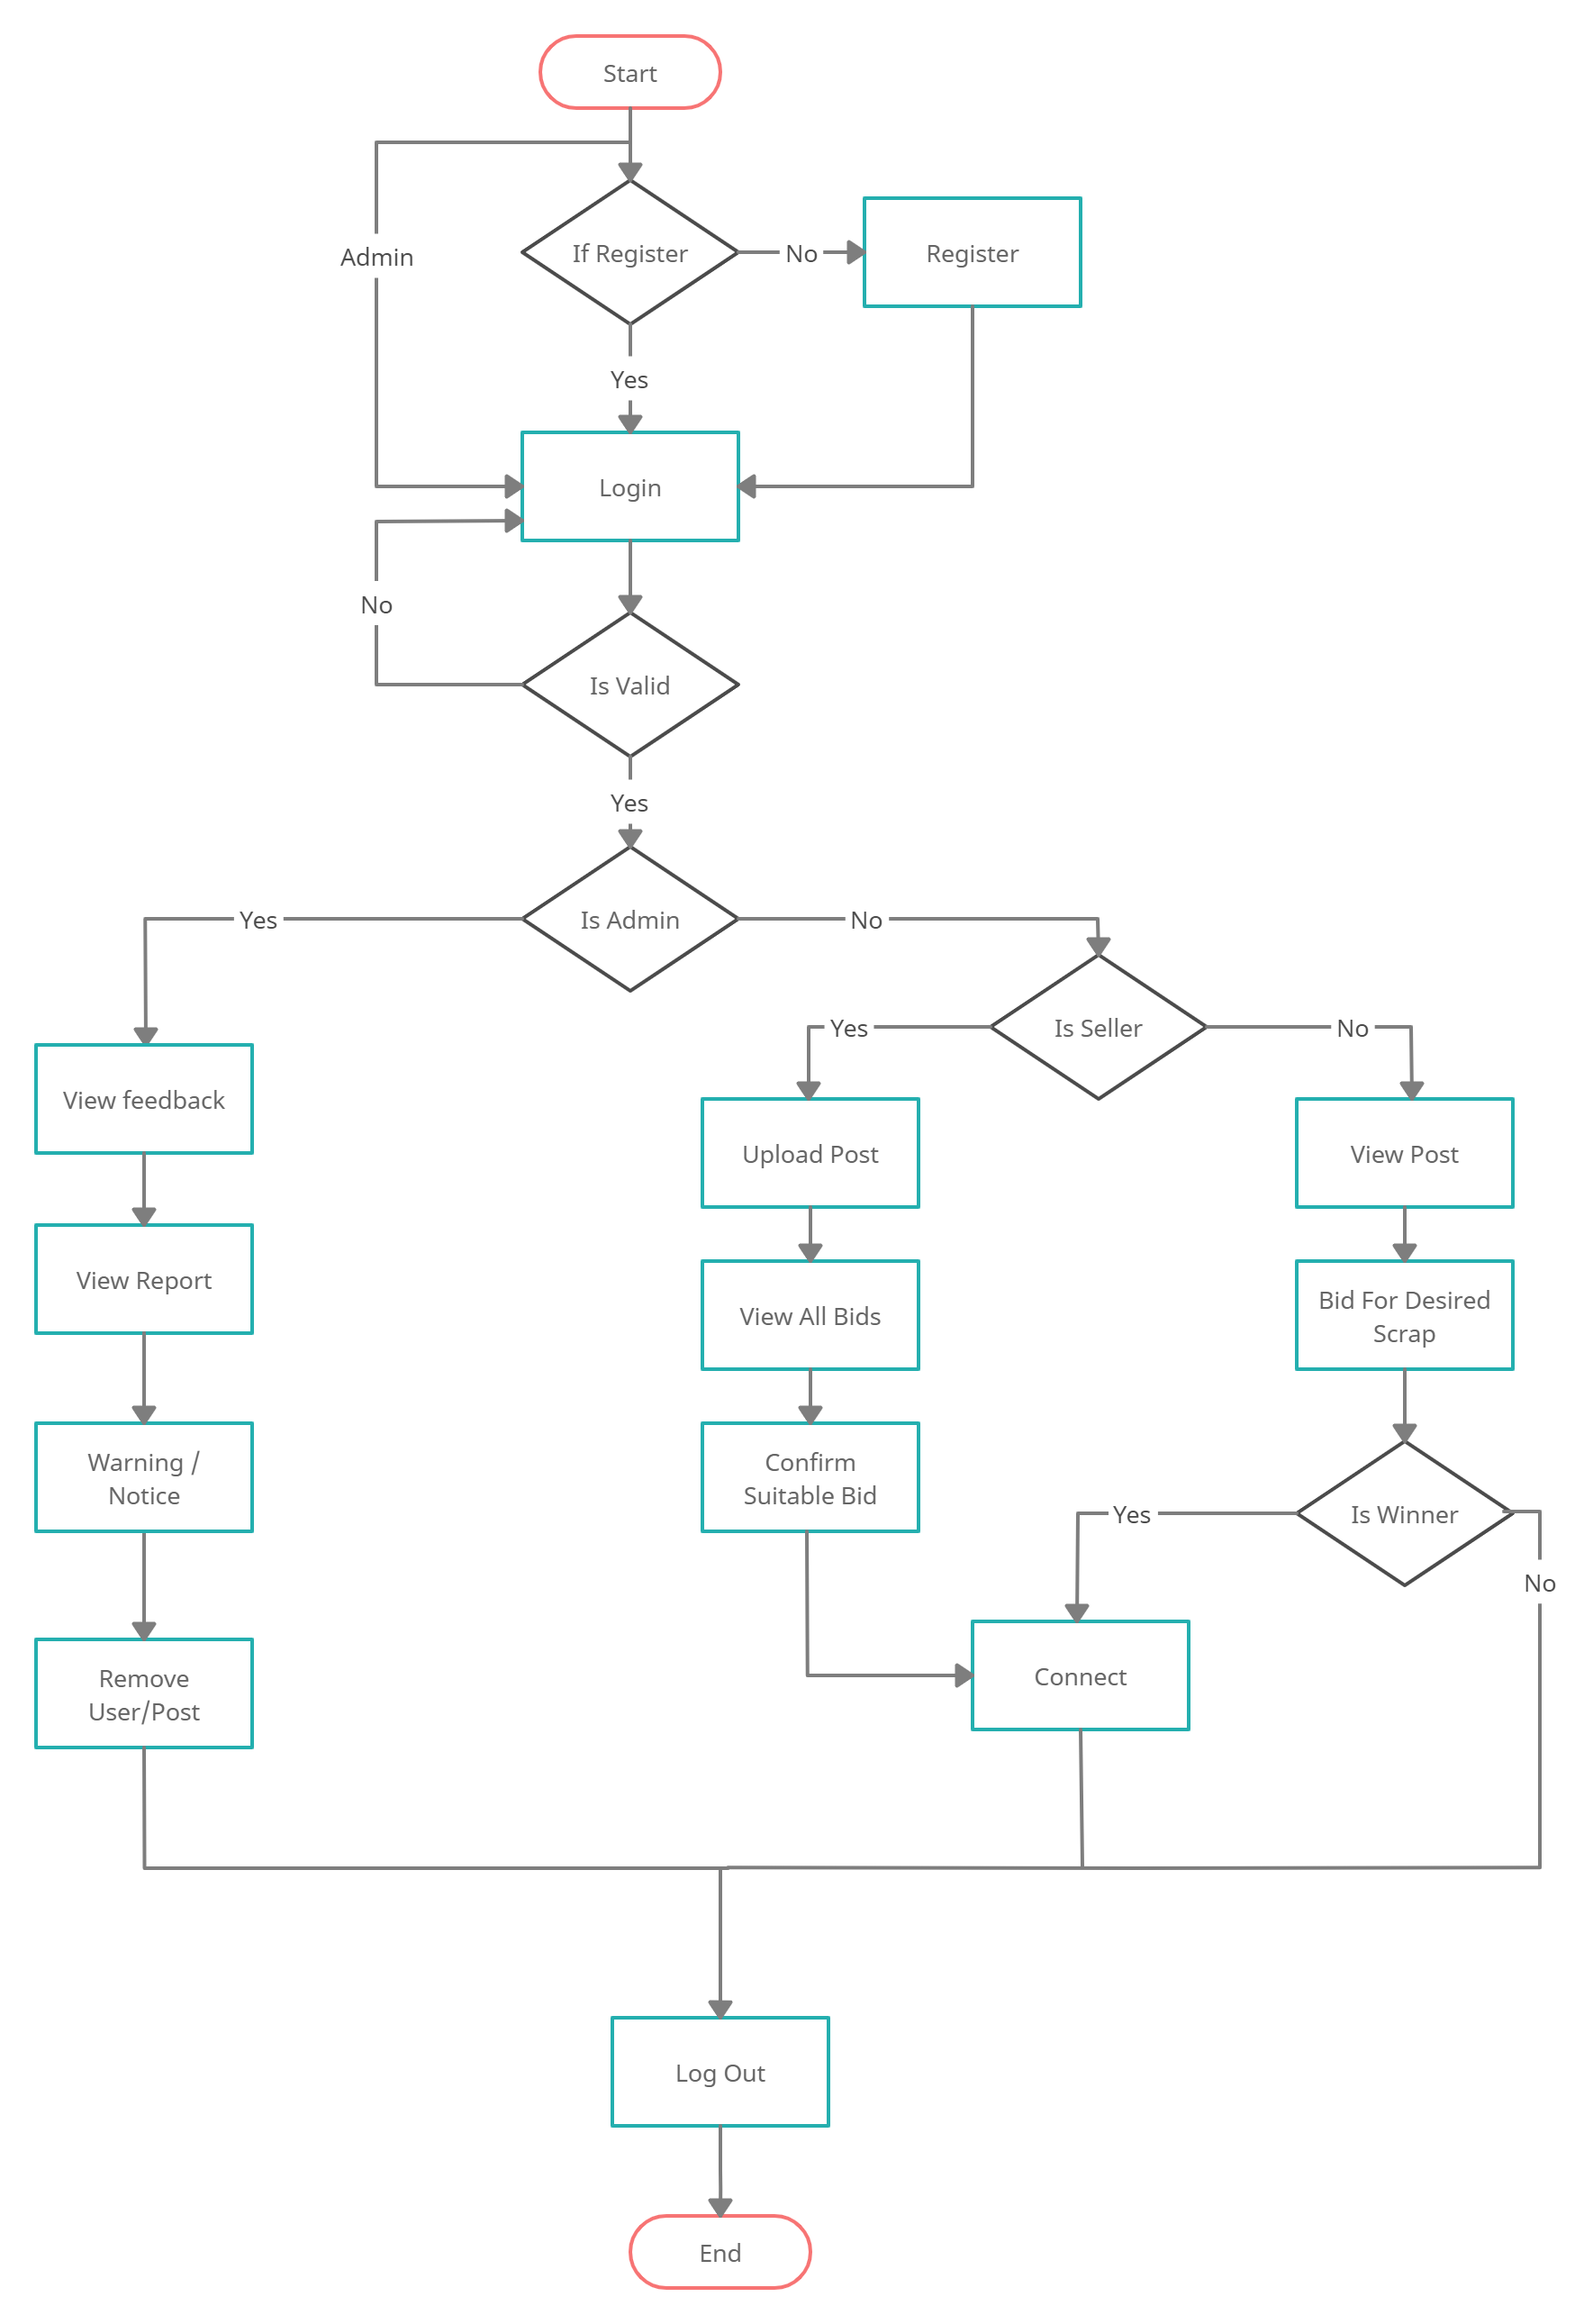 Start
Admin
If Register
No
Register
Yes
Login
No
Is Valid
Yes
Yes
Is Admin
No
Yes
Is Seller
No
View feedback
Upload Post
View Post
View Report
View All Bids
Bid For Desired
Scrap
Warning /
Notice
Confirm
Suitable Bid
Yes
Is Winner
No
Remove
User/Post
Connect
Log Out
End